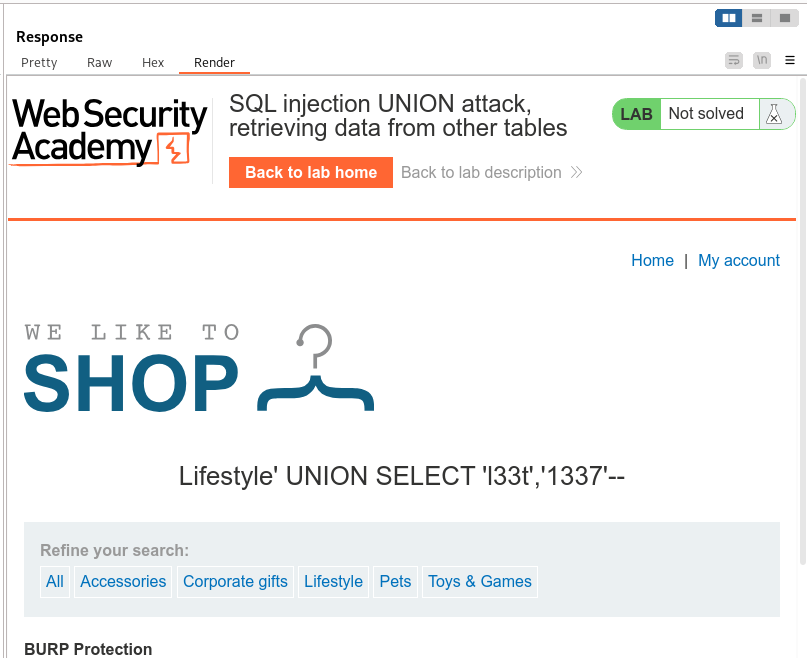 Response
Pretty Raw Hex Render
\n
Web Security
Academy
SQL injection UNION attack,
retrieving data from other tables
LAB Not solved
Back to lab home Back to lab description
Home | My account
WE LIKE TO
SHOP
Lifestyle' UNION SELECT 'l33t','1337'--
Refine your search:
All Accessories Corporate gifts Lifestyle Pets Toys & Games
BURP Protection